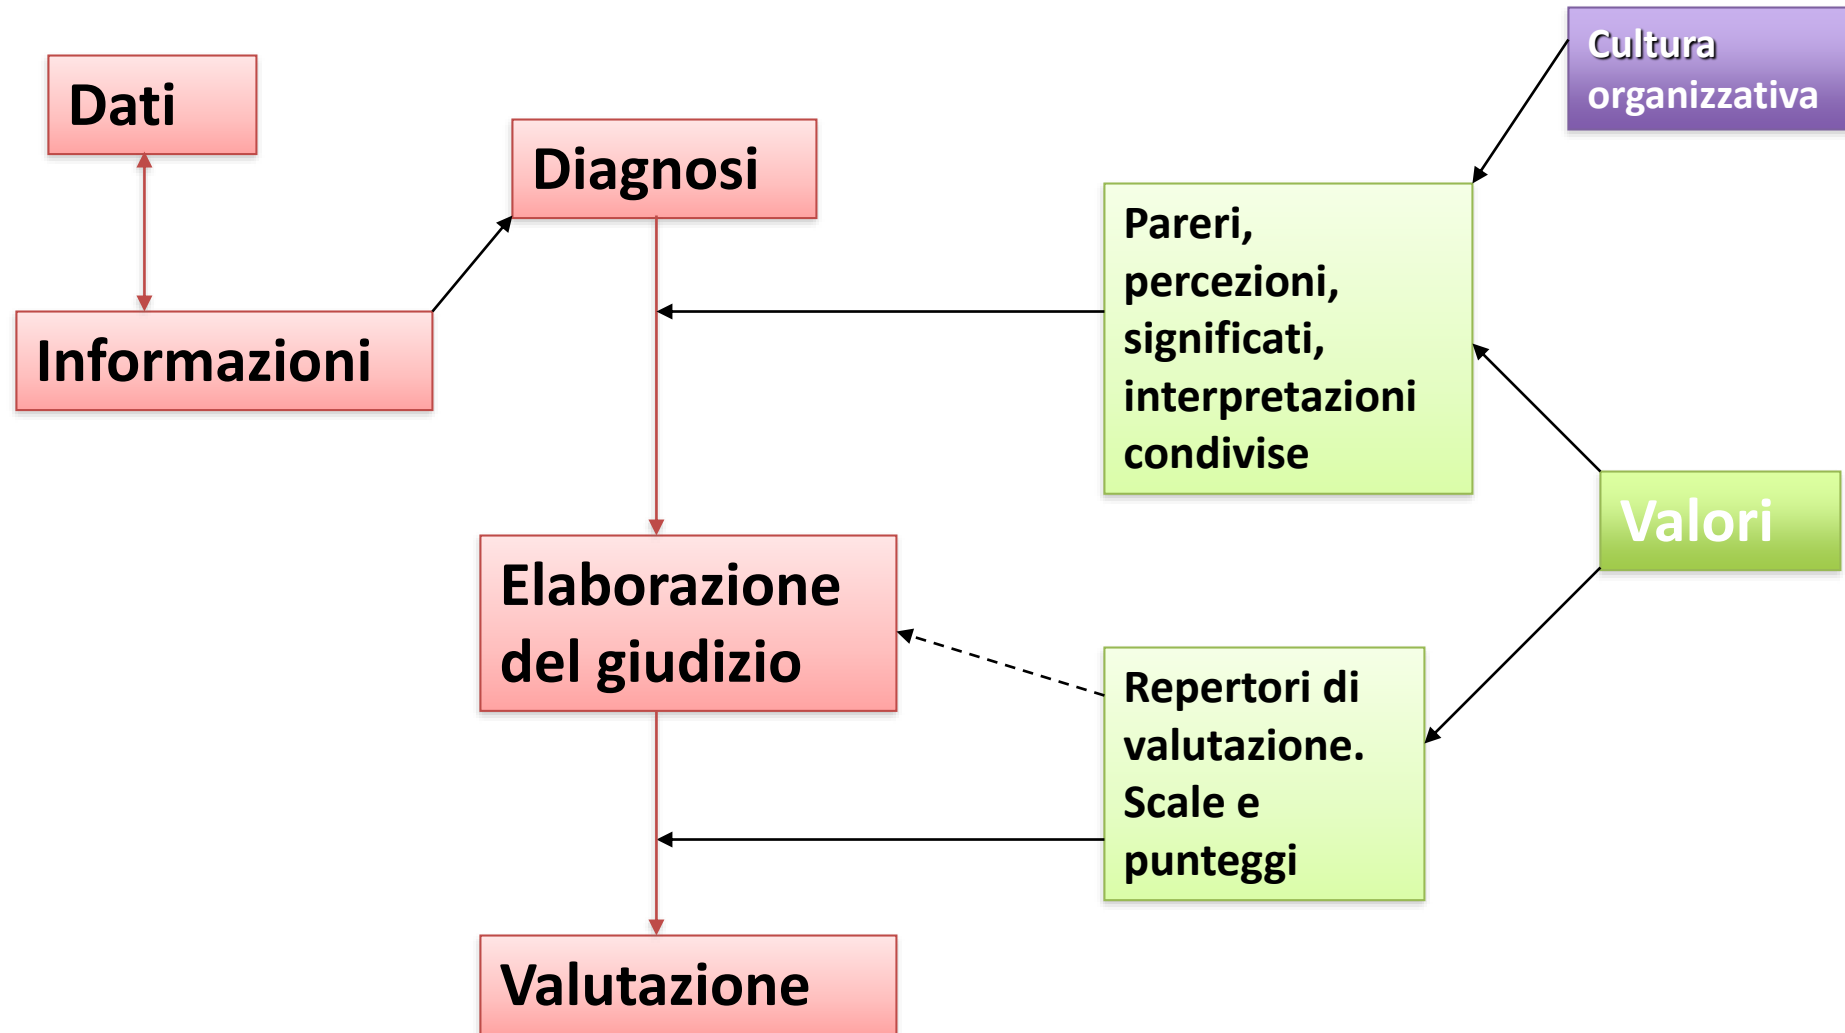 Dati
Informazioni
Diagnosi
Elaborazione
del giudizio
Valutazione
Cultura
organizzativa
Pareri,
percezioni,
significati,
interpretazioni
condivise
Valori
Repertori di
valutazione.
Scale e
punteggi